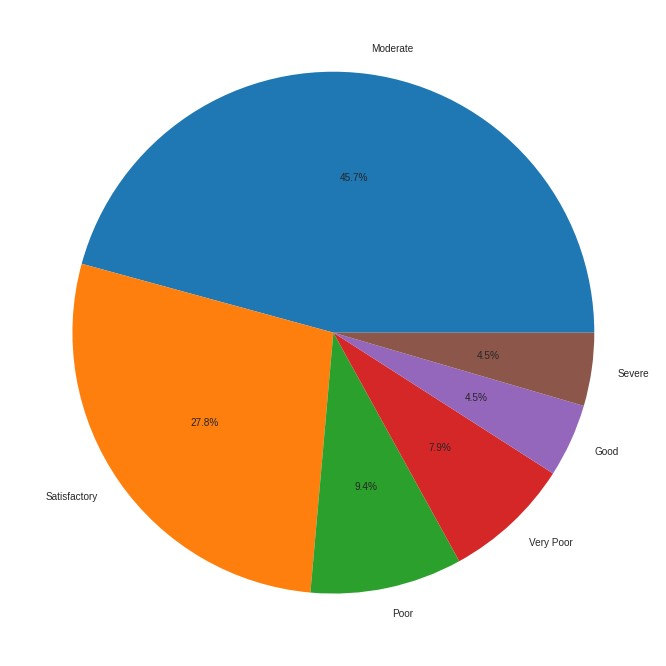 Moderate
45.7%
27.8%
Satisfactory
9.4%
Poor
7.9%
Very Poor
4.5%
Good
4.5%
Severe